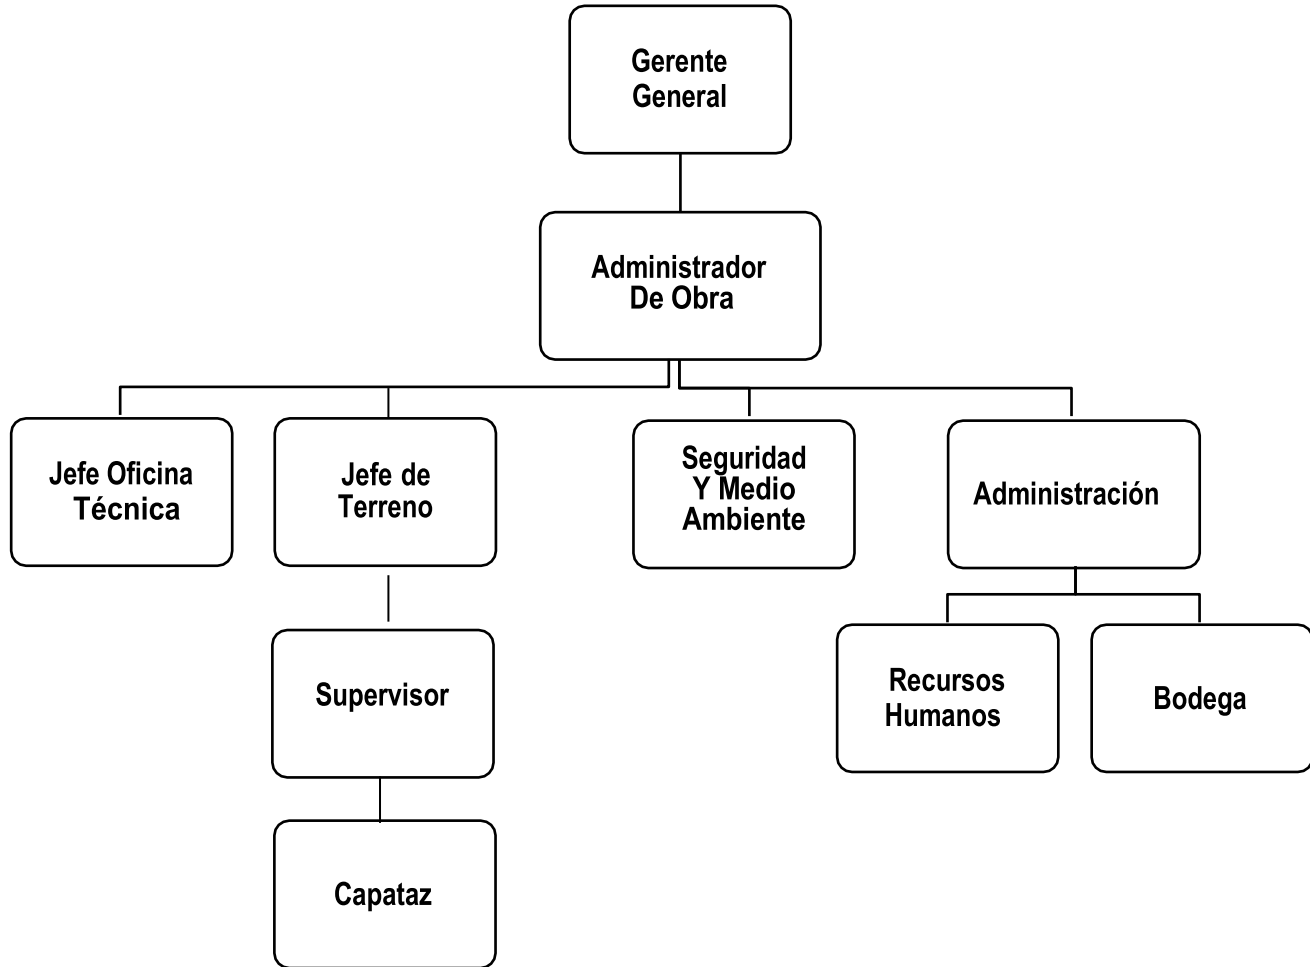 Gerente
General
Administrador
De Obra
Jefe Oficina
Técnica
Jefe de
Terreno
Seguridad
Y Medio
Ambiente
Administración
Supervisor
Recursos
Humanos
Bodega
Capataz